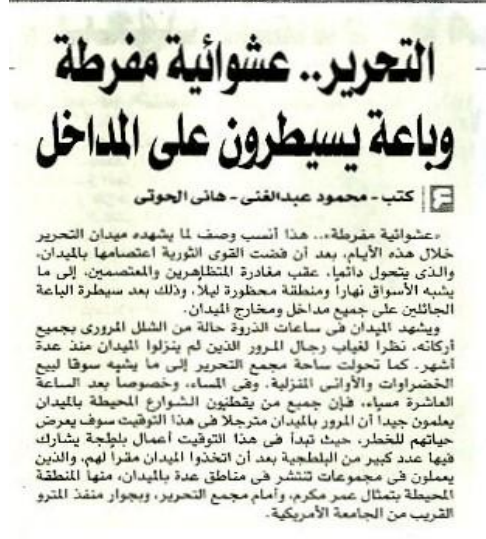 التحرير.. عشوائية مفرطة
وباعة يسيطرون على المداخل
كتب - محمود عبدالغنى - هانى الحوتى
«عشوائية مفرطة».. هذا أنسب وصف لما يشهده ميدان التحرير
خلال هذه الأيام، بعد أن فضت القوى الثورية اعتصامها بالميدان،
والذى يتحول دائماً، عقب مغادرة المتظاهرين والمعتصمين، إلى ما
يشبه الأسواق نهاراً ومنطقة محظورة ليلاً، وذلك بعد سيطرة الباعة
الجائلين على جميع مداخل ومخارج الميدان.
ويشهد الميدان فى ساعات الذروة حالة من الشلل المرورى بجميع
أركانه، نظرا لغياب رجال المرور الذين لم ينزلوا الميدان منذ عدة
أشهر. كما تحولت ساحة مجمع التحرير إلى ما يشبه سوقا لبيع
الخضراوات والأوانى المنزلية. وفى المساء، وخصوصاً بعد الساعة
العاشرة مساء، فإن جميع من يقطنون الشوارع المحيطة بالميدان
يعلمون جيدا أن المرور بالميدان مترجلا فى هذا التوقيت سوف يعرض
حياتهم للخطر، حيث تبدأ فى هذا التوقيت أعمال بلطجة يشارك
فيها عدد كبير من البلطجية بعد أن اتخذوا الميدان مقرا لهم، والذين
يعملون فى مجموعات تنتشر فى مناطق عدة بالميدان، منها المنطقة
المحيطة بتمثال عمر مكرم، وأمام مجمع التحرير، وبجوار منفذ المترو
القريب من الجامعة الأمريكية.